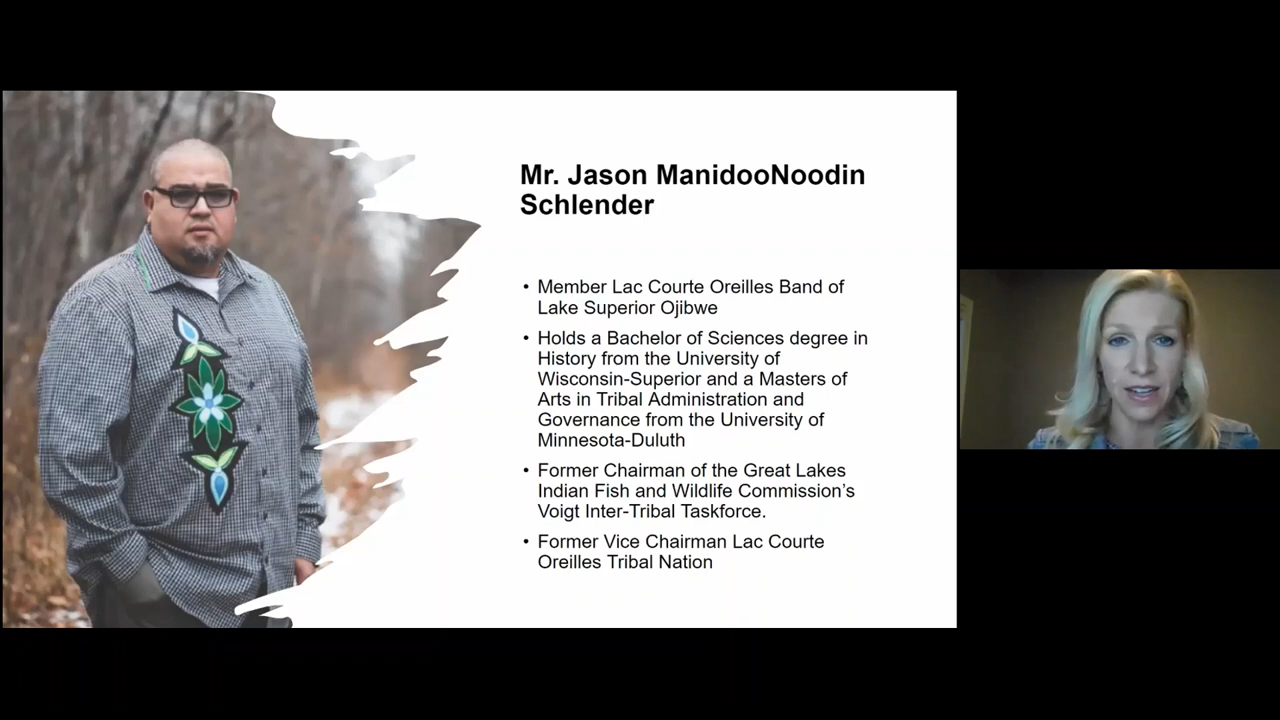 Mr. Jason ManidooNoodin
Schlender
• Member Lac Courte Oreilles Band of
Lake Superior Ojibwe
• Holds a Bachelor of Sciences degree in
History from the University of
Wisconsin-Superior and a Masters of
Arts in Tribal Administration and
Governance from the University of
Minnesota-Duluth
• Former Chairman of the Great Lakes
Indian Fish and Wildlife Commission’s
Voigt Inter-Tribal Taskforce.
• Former Vice Chairman Lac Courte
Oreilles Tribal Nation